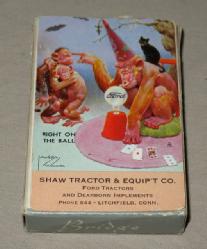 Ford
RIGHT ON
THE BALL
SHAW TRACTOR & EQUIP'T CO.
FORD TRACTORS
AND DEARBORN IMPLEMENTS
PHONE 644 - LITCHFIELD, CONN.
Bridge